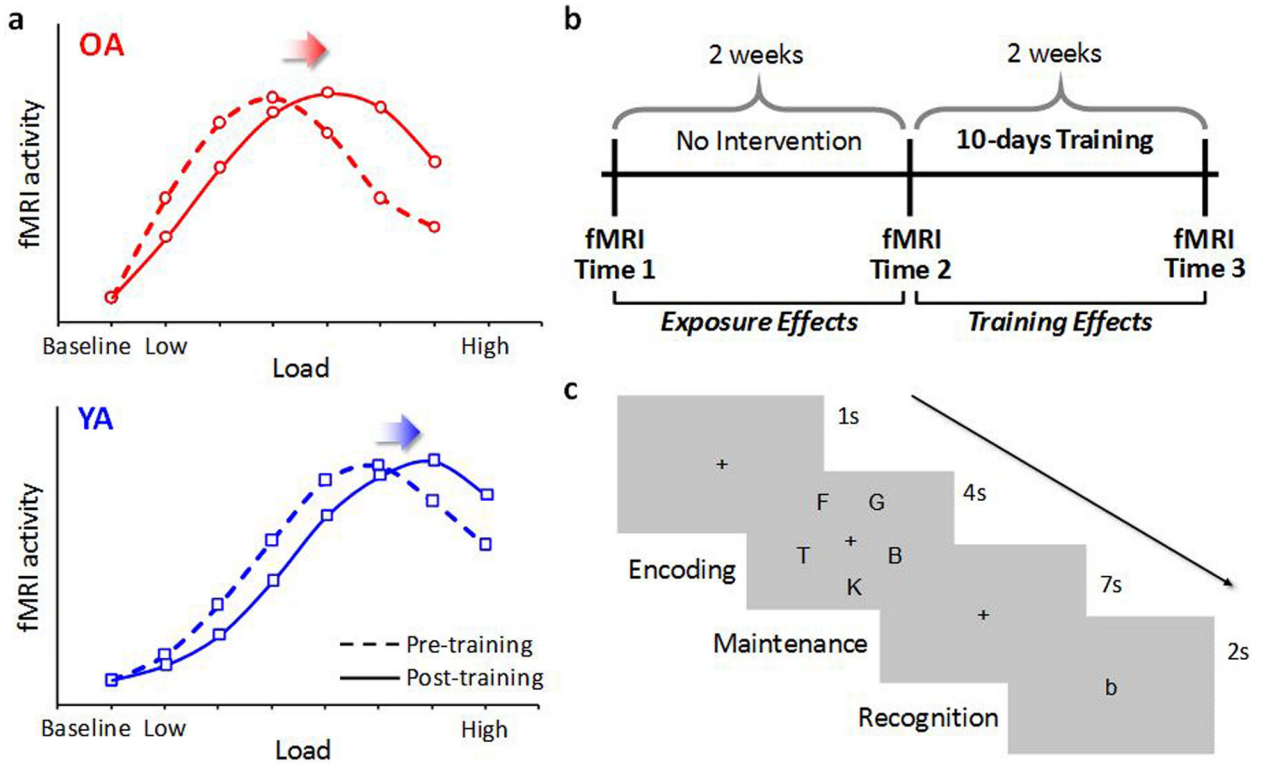 a
OA
fMRI activity
Baseline Low High
Load
YA
fMRI activity
Pre-training
Post-training
Baseline Low High
Load
b
2 weeks 2 weeks
No Intervention 10-days Training
fMRI fMRI fMRI
Time 1 Time 2 Time 3
Exposure Effects Training Effects
c
+ 1s
F G 4s
+
T B
K
Encoding
+ 7s
Maintenance
b 2s
Recognition